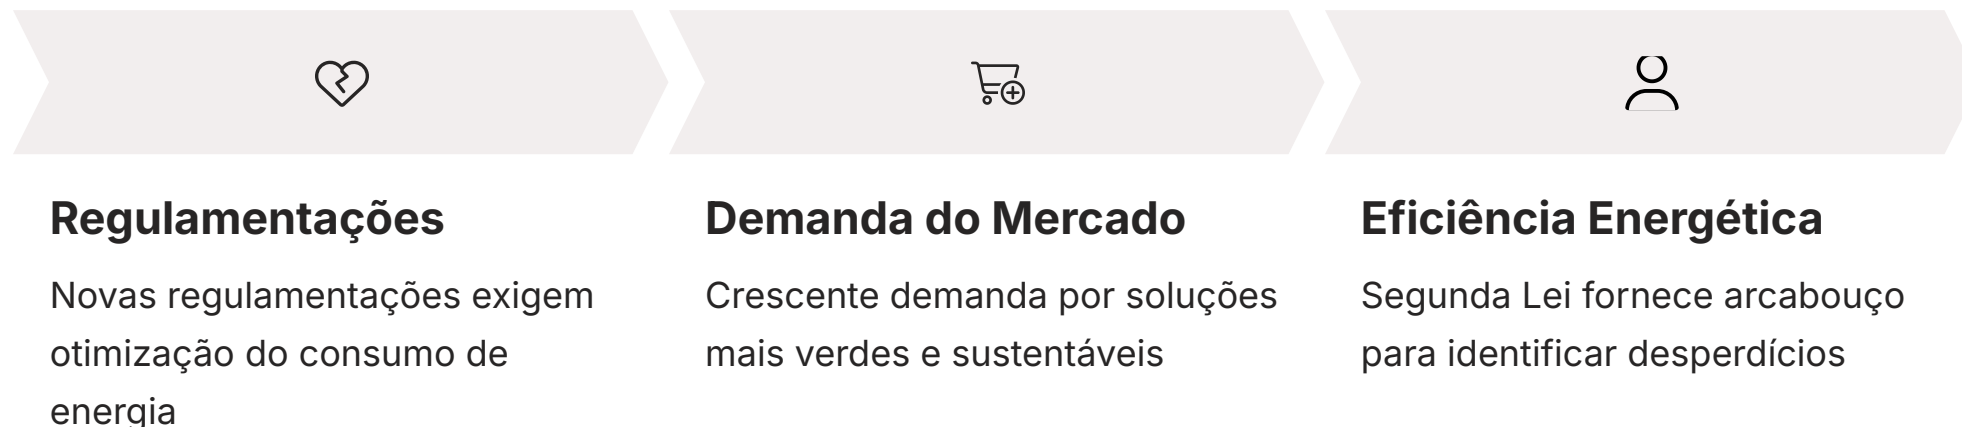 Regulamentações
Novas regulamentações exigem
otimização do consumo de
energia
Demanda do Mercado
Crescente demanda por soluções
mais verdes e sustentáveis
Eficiência Energética
Segunda Lei fornece arcabouço
para identificar desperdícios